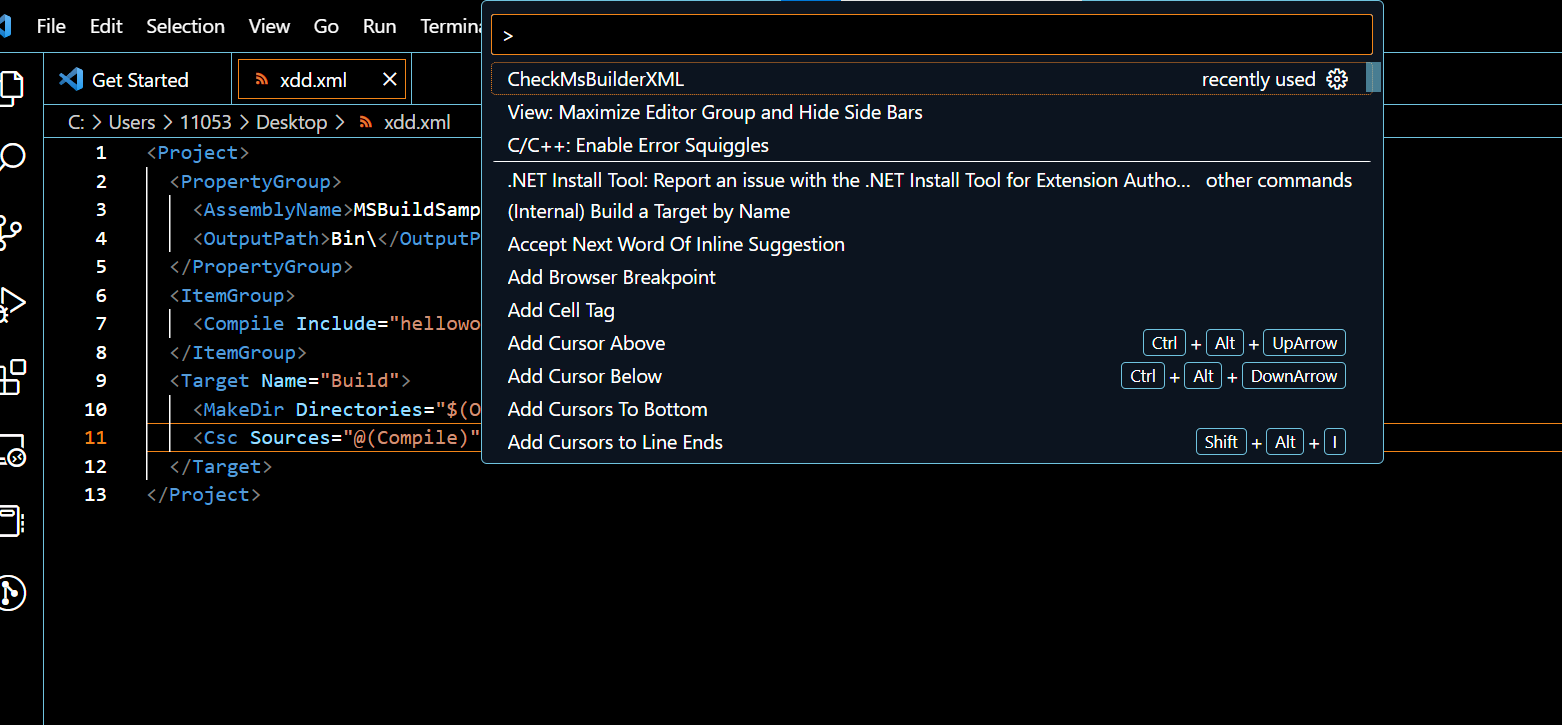 File Edit Selection View Go Run Termina
>
Get Started xdd.xml
CheckMsBuilderXML recently used
View: Maximize Editor Group and Hide Side Bars
C/C++: Enable Error Squiggles
.NET Install Tool: Report an issue with the .NET Install Tool for Extension Autho... other commands
(Internal) Build a Target by Name
Accept Next Word Of Inline Suggestion
Add Browser Breakpoint
Add Cell Tag
Add Cursor Above Ctrl + Alt + UpArrow
Add Cursor Below Ctrl + Alt + DownArrow
Add Cursors To Bottom
Add Cursors to Line Ends Shift + Alt + I
C: > Users > 11053 > Desktop > xdd.xml
1 <Project>
2 <PropertyGroup>
3 <AssemblyName>MSBuildSamp
4 <OutputPath>Bin\</OutputP
5 </PropertyGroup>
6 <ItemGroup>
7 <Compile Include="hellowo
8 </ItemGroup>
9 <Target Name="Build">
10 <MakeDir Directories="$(O
11 <Csc Sources="@(Compile)"
12 </Target>
13 </Project>